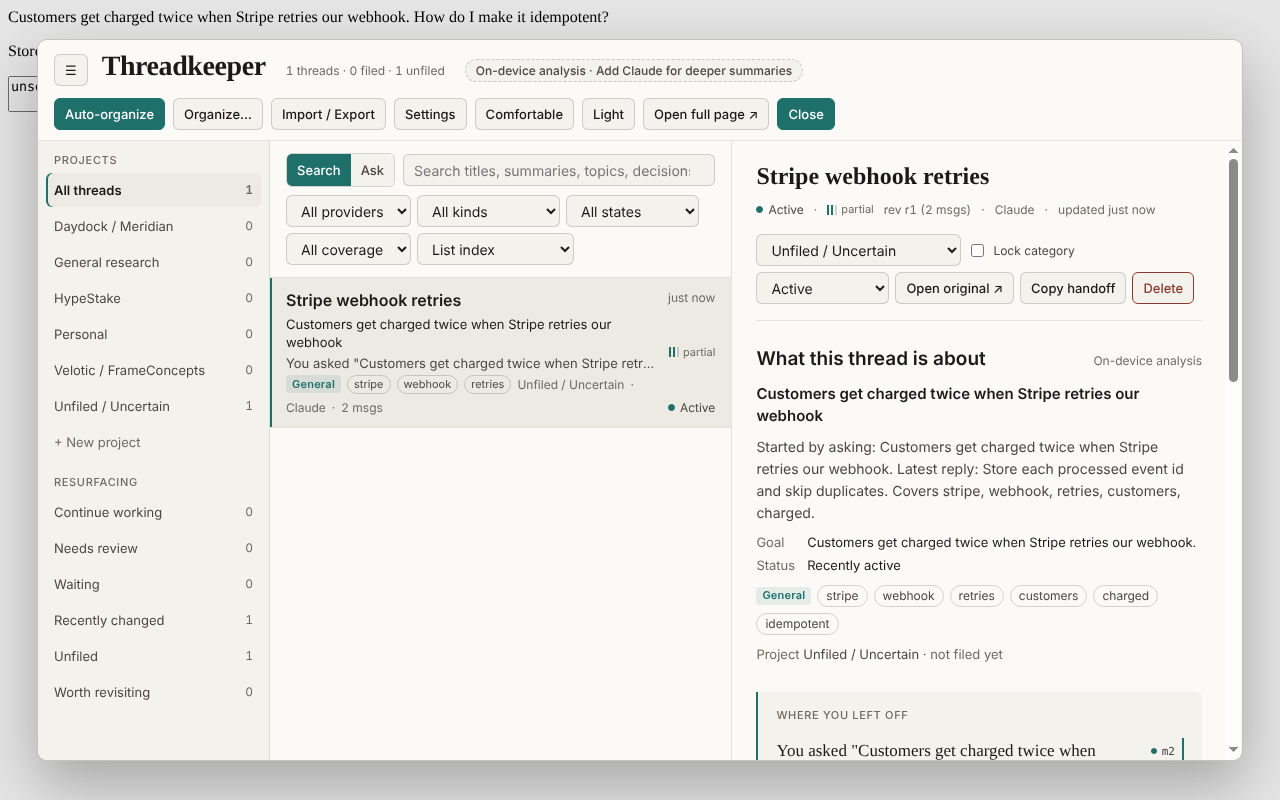 Customers get charged twice when Stripe retries our webhook. How do I make it idempotent?
Store
unse
☰ Threadkeeper 1 threads · 0 filed · 1 unfiled On-device analysis · Add Claude for deeper summaries
Auto-organize Organize... Import / Export Settings Comfortable Light Open full page ↗ Close
PROJECTS
All threads 1
Daydock / Meridian 0
General research 0
HypeStake 0
Personal 0
Velotic / FrameConcepts 0
Unfiled / Uncertain 1
+ New project
RESURFACING
Continue working 0
Needs review 0
Waiting 0
Recently changed 1
Unfiled 1
Worth revisiting 0
Search Ask Search titles, summaries, topics, decisions
All providers All kinds All states
All coverage List index
Stripe webhook retries just now
Customers get charged twice when Stripe retries our
webhook
partial
You asked "Customers get charged twice when Stripe retr...
General stripe webhook retries Unfiled / Uncertain ·
Claude · 2 msgs Active
Stripe webhook retries
Active · partial rev r1 (2 msgs) · Claude · updated just now
Unfiled / Uncertain Lock category
Active Open original ↗ Copy handoff Delete
What this thread is about On-device analysis
Customers get charged twice when Stripe retries our
webhook
Started by asking: Customers get charged twice when Stripe
retries our webhook. Latest reply: Store each processed event id
and skip duplicates. Covers stripe, webhook, retries, customers,
charged.
Goal Customers get charged twice when Stripe retries our webhook.
Status Recently active
General stripe webhook retries customers charged
idempotent
Project Unfiled / Uncertain · not filed yet
WHERE YOU LEFT OFF
You asked "Customers get charged twice when m2